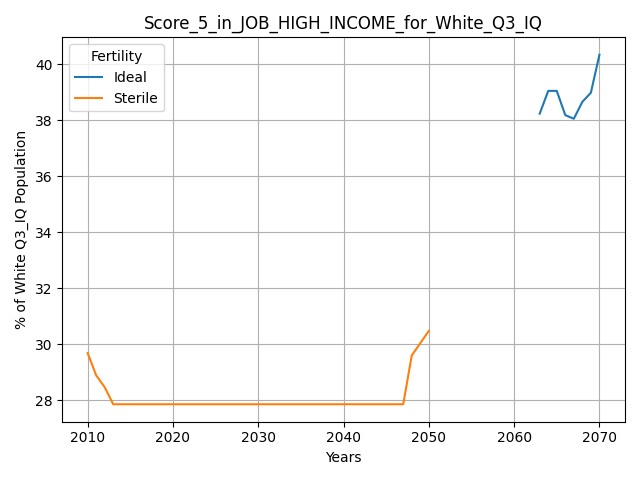 Score_5_in_JOB_HIGH_INCOME_for_White_Q3_IQ
Fertility
Ideal
Sterile
% of White Q3_IQ Population
40
38
36
34
32
30
28
2010 2020 2030 2040 2050 2060 2070
Years